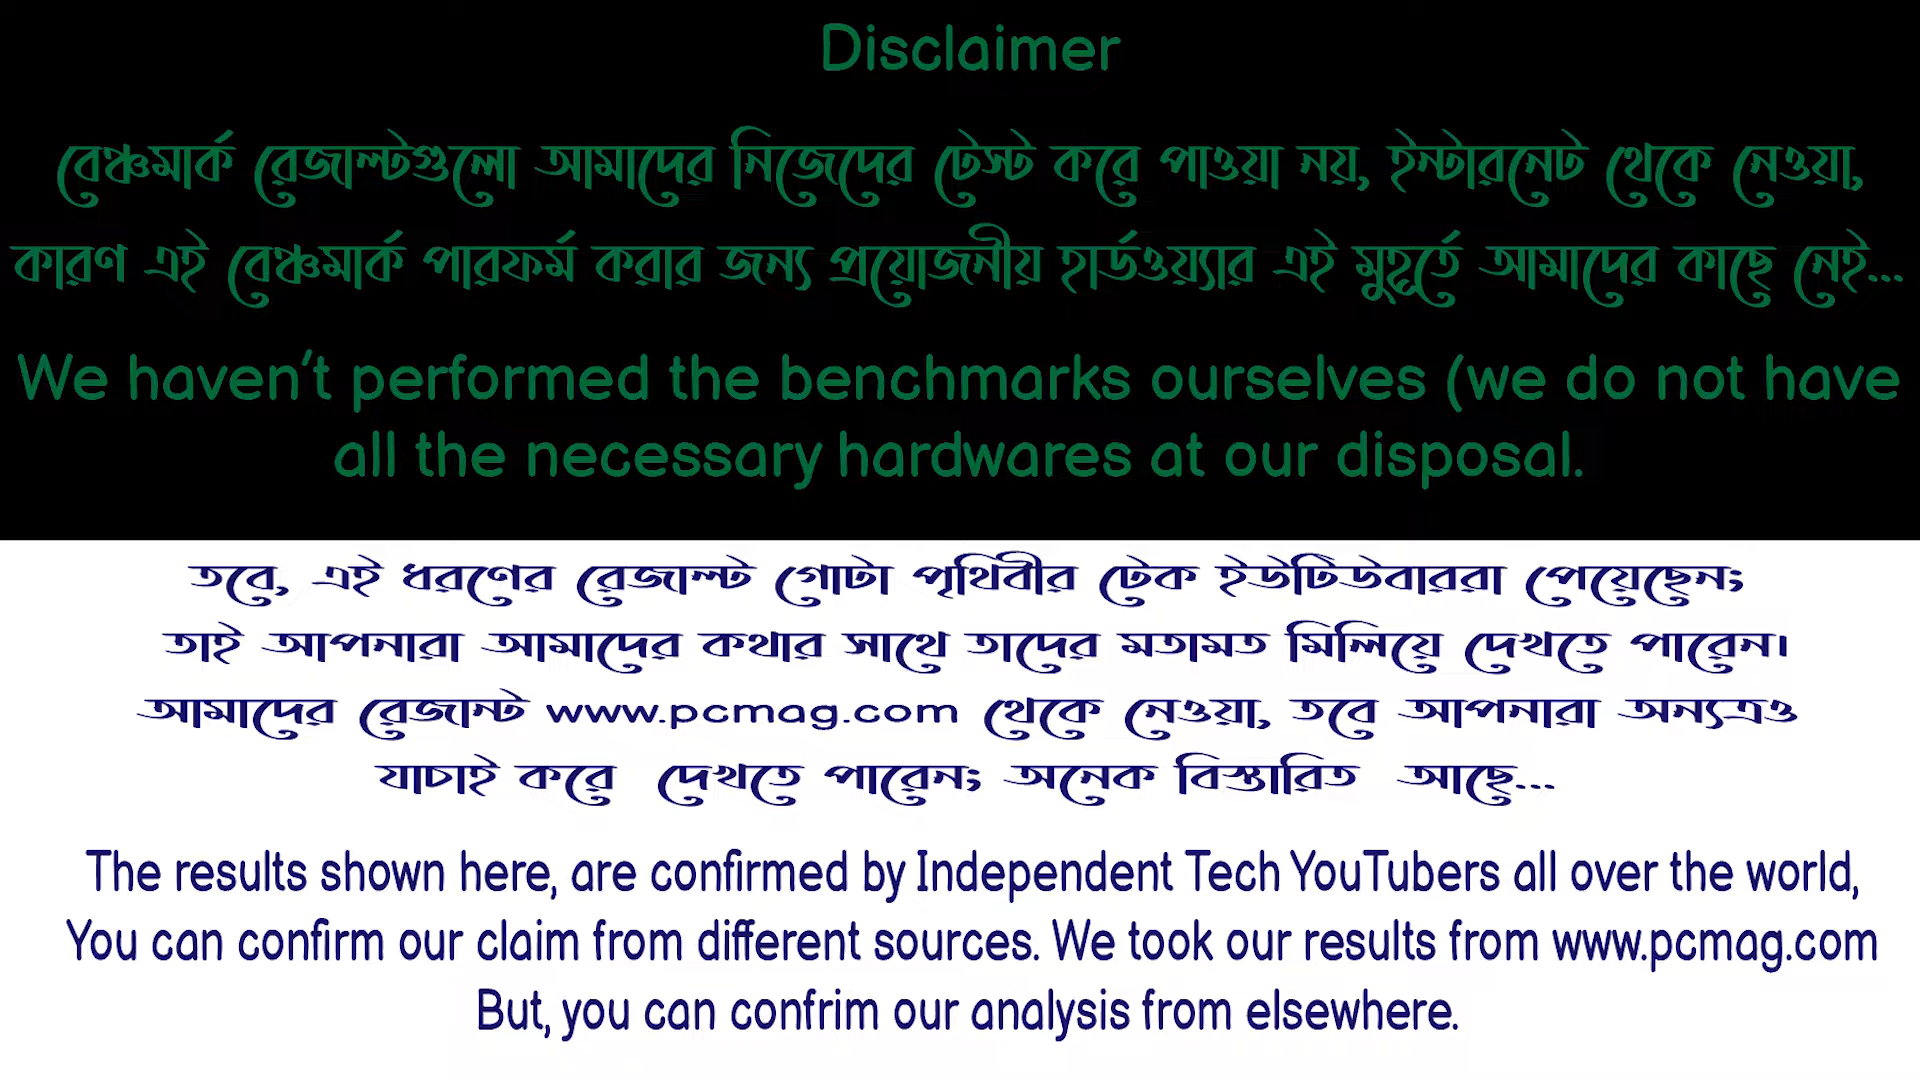 Disclaimer
বেঞ্চমার্ক রেজাল্টগুলো আমাদের নিজেদের টেস্ট করে পাওয়া নয়, ইন্টারনেট থেকে নেওয়া,
কারণ এই বেঞ্চমার্ক পারফর্ম করার জন্য প্রয়োজনীয় হার্ডওয়্যার এই মুহূর্তে আমাদের কাছে নেই...
We haven't performed the benchmarks ourselves (we do not have
all the necessary hardwares at our disposal.
তবে, এই ধরণের রেজাল্ট গোটা পৃথিবীর টেক ইউটিউবাররা পেয়েছেন;
তাই আপনারা আমাদের কথার সাথে তাদের মতামত মিলিয়ে দেখতে পারেন।
আমাদের রেজান্ট www.pcmag.com থেকে নেওয়া, তবে আপনারা অন্যত্রও
যাচাই করে দেখতে পারেন; অনেক বিস্তারিত আছে...
The results shown here, are confirmed by Independent Tech YouTubers all over the world,
You can confirm our claim from different sources. We took our results from www.pcmag.com
But, you can confrim our analysis from elsewhere.